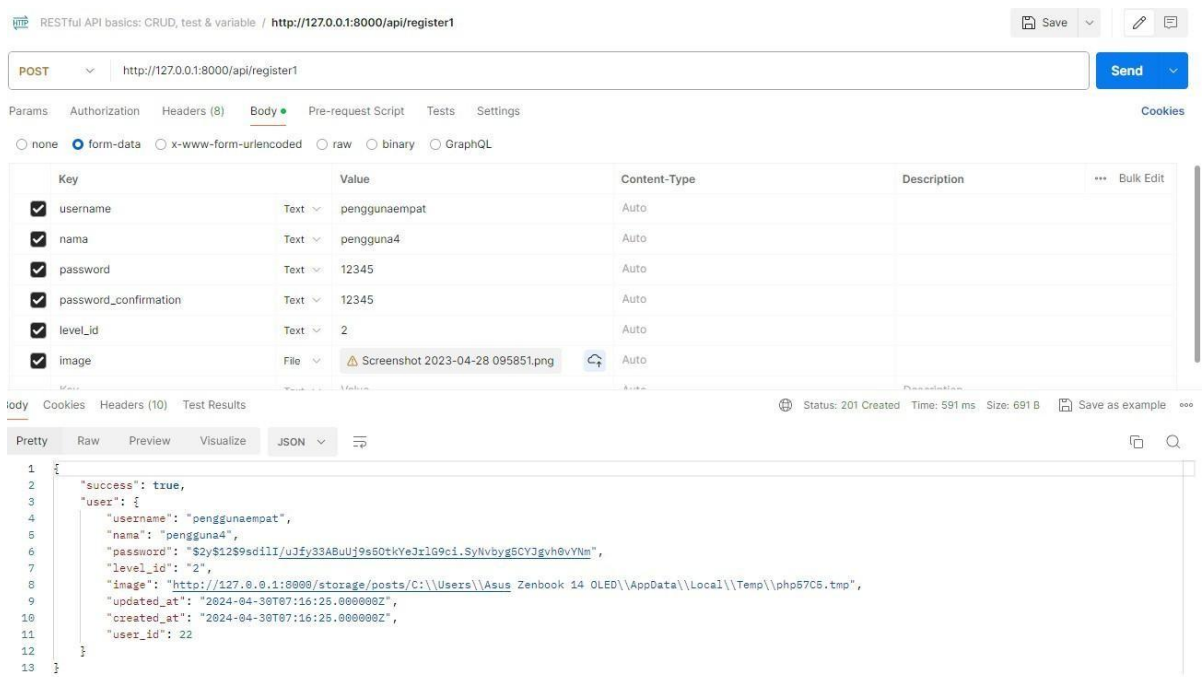 HTTP RESTful API basics: CRUD, test & variable / http://127.0.0.1:8000/api/register1 Save
POST http://127.0.0.1:8000/api/register1 Send
Params Authorization Headers (8) Body Pre-request Script Tests Settings Cookies
none form-data x-www-form-urlencoded raw binary GraphQL
Key Value Content-Type Description Bulk Edit
username Text penggunaempat Auto
nama Text pengguna4 Auto
password Text 12345 Auto
password_confirmation Text 12345 Auto
level_id Text 2 Auto
image File Screenshot 2023-04-28 095851.png Auto
Key Text Value Auto Description
Body Cookies Headers (10) Test Results Status: 201 Created Time: 591 ms Size: 691 B Save as example
Pretty Raw Preview Visualize JSON
1 {
2 "success": true,
3 "user": {
4 "username": "penggunaempat",
5 "nama": "pengguna4",
6 "password": "$2y$12$9sdilI/uJfy33ABuUj9s5OtkYeJrlG9ci.SyNvbyg5CYJgvh0vYNm",
7 "level_id": "2",
8 "image": "http://127.0.0.1:8000/storage/posts/C:\\Users\\Asus Zenbook 14 OLED\\AppData\\Local\\Temp\\php57C5.tmp",
9 "updated_at": "2024-04-30T07:16:25.000000Z",
10 "created_at": "2024-04-30T07:16:25.000000Z",
11 "user_id": 22
12 }
13 }